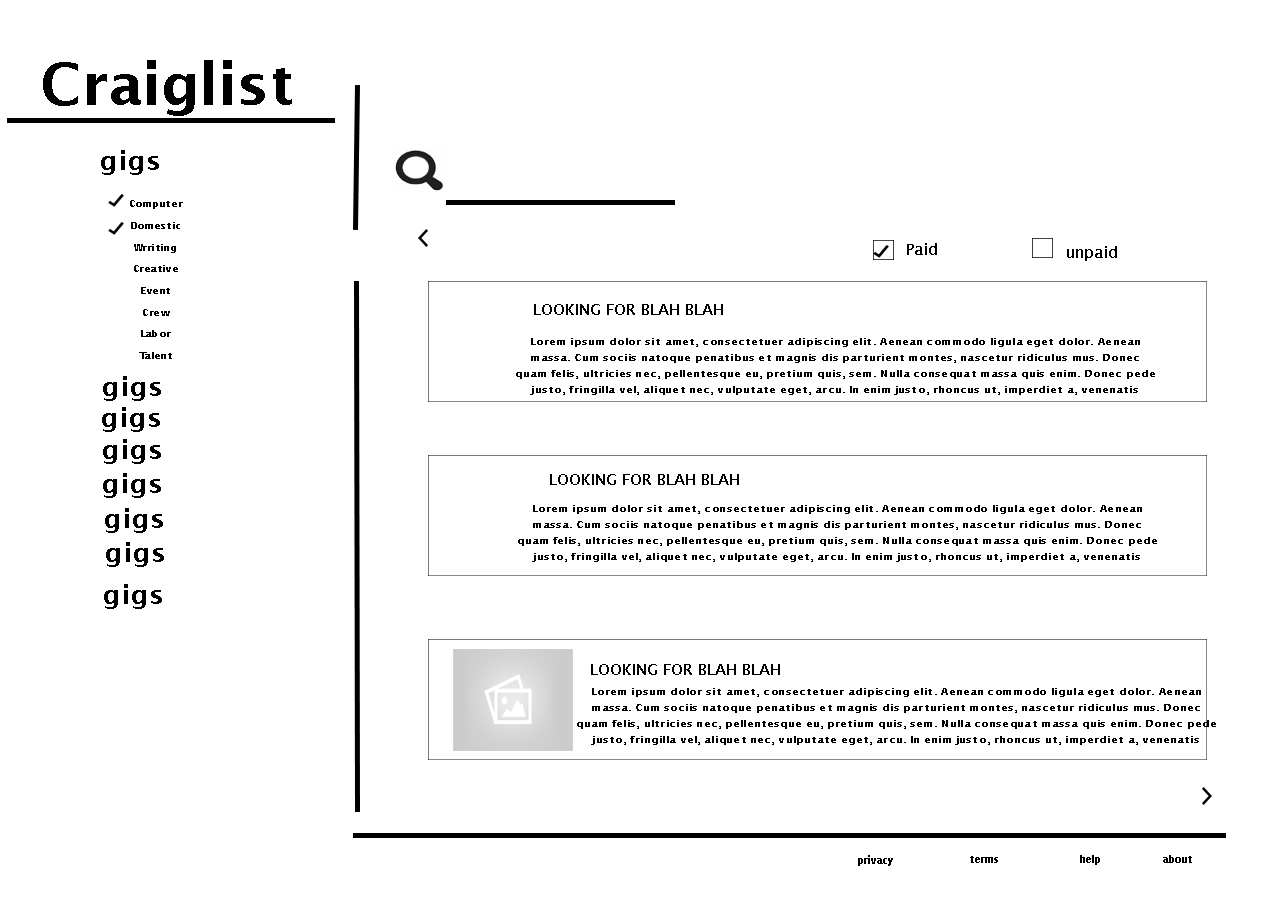 Craiglist
gigs
Computer
Domestic
Wrriting
Creative
Event
Crew
Labor
Talent
gigs
gigs
gigs
gigs
gigs
gigs
gigs
Paid
unpaid
LOOKING FOR BLAH BLAH
Lorem ipsum dolor sit amet, consectetuer adipiscing elit. Aenean commodo ligula eget dolor. Aenean
massa. Cum sociis natoque penatibus et magnis dis parturient montes, nascetur ridiculus mus. Donec
quam felis, ultricies nec, pellentesque eu, pretium quis, sem. Nulla consequat massa quis enim. Donec pede
justo, fringilla vel, aliquet nec, vulputate eget, arcu. In enim justo, rhoncus ut, imperdiet a, venenatis
LOOKING FOR BLAH BLAH
Lorem ipsum dolor sit amet, consectetuer adipiscing elit. Aenean commodo ligula eget dolor. Aenean
massa. Cum sociis natoque penatibus et magnis dis parturient montes, nascetur ridiculus mus. Donec
quam felis, ultricies nec, pellentesque eu, pretium quis, sem. Nulla consequat massa quis enim. Donec pede
justo, fringilla vel, aliquet nec, vulputate eget, arcu. In enim justo, rhoncus ut, imperdiet a, venenatis
LOOKING FOR BLAH BLAH
Lorem ipsum dolor sit amet, consectetuer adipiscing elit. Aenean commodo ligula eget dolor. Aenean
massa. Cum sociis natoque penatibus et magnis dis parturient montes, nascetur ridiculus mus. Donec
quam felis, ultricies nec, pellentesque eu, pretium quis, sem. Nulla consequat massa quis enim. Donec pede
justo, fringilla vel, aliquet nec, vulputate eget, arcu. In enim justo, rhoncus ut, imperdiet a, venenatis
privacy
terms
help
about